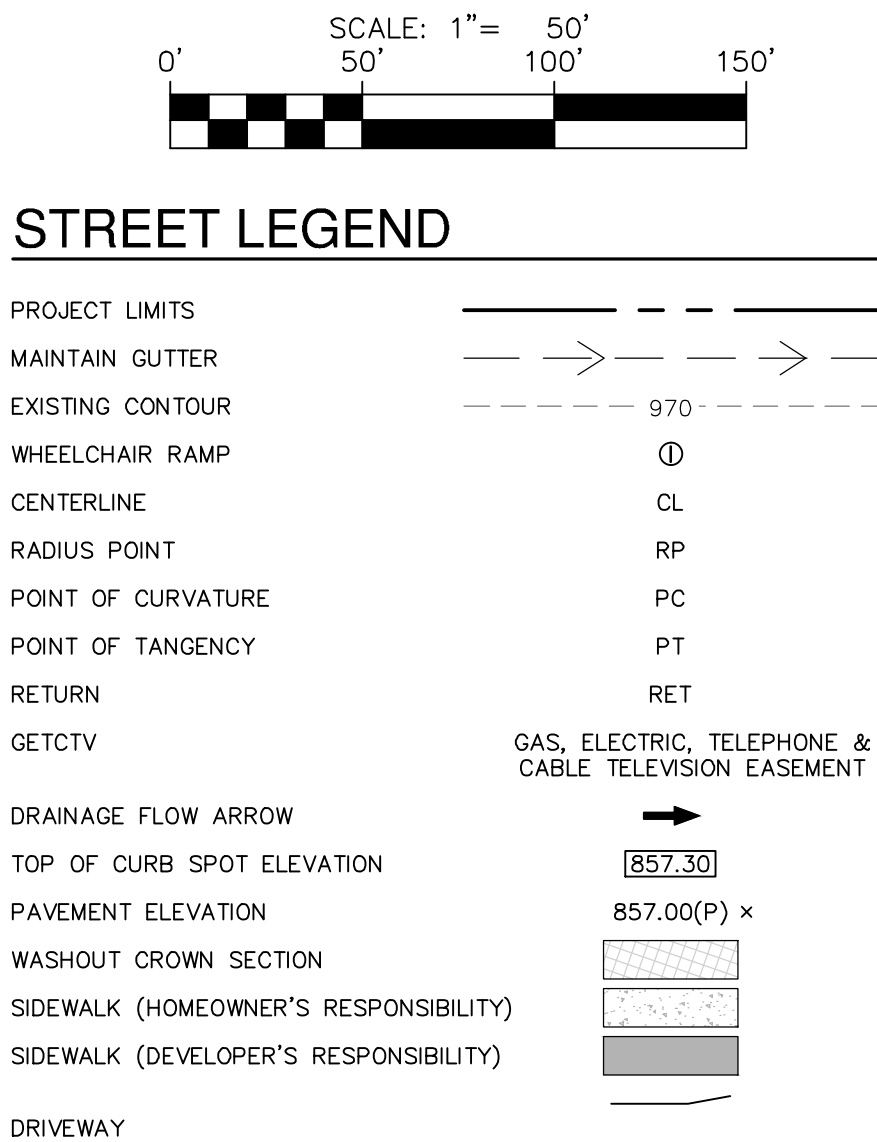 SCALE: 1"= 50'
0' 50' 100' 150'
STREET LEGEND
PROJECT LIMITS
MAINTAIN GUTTER
EXISTING CONTOUR 970
WHEELCHAIR RAMP
CENTERLINE CL
RADIUS POINT RP
POINT OF CURVATURE PC
POINT OF TANGENCY PT
RETURN RET
GETCTV GAS, ELECTRIC, TELEPHONE &
CABLE TELEVISION EASEMENT
DRAINAGE FLOW ARROW
TOP OF CURB SPOT ELEVATION 857.30
PAVEMENT ELEVATION 857.00(P) ×
WASHOUT CROWN SECTION
SIDEWALK (HOMEOWNER'S RESPONSIBILITY)
SIDEWALK (DEVELOPER'S RESPONSIBILITY)
DRIVEWAY